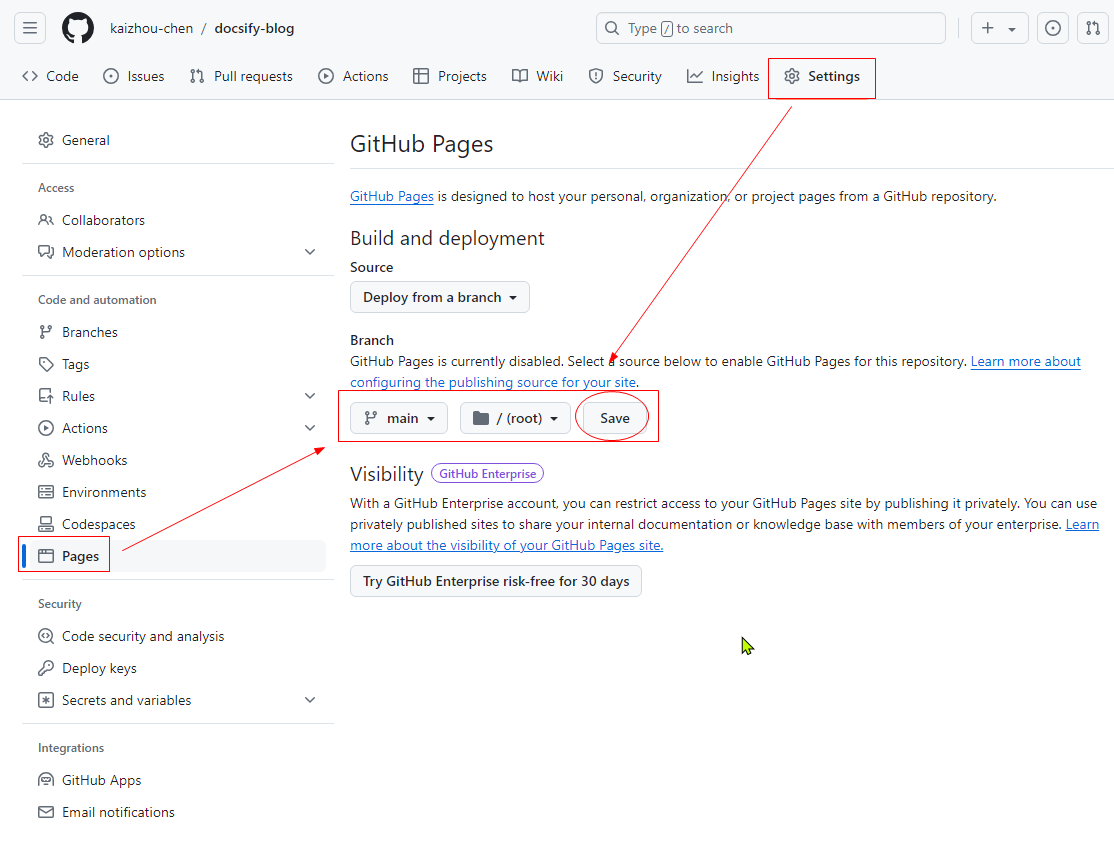 kaizhou-chen / docsify-blog
Type / to search
Code
Issues
Pull requests
Actions
Projects
Wiki
Security
Insights
Settings
General
Access
Collaborators
Moderation options
Code and automation
Branches
Tags
Rules
Actions
Webhooks
Environments
Codespaces
Pages
Security
Code security and analysis
Deploy keys
Secrets and variables
Integrations
GitHub Apps
Email notifications
GitHub Pages
GitHub Pages is designed to host your personal, organization, or project pages from a GitHub repository.
Build and deployment
Source
Deploy from a branch
Branch
GitHub Pages is currently disabled. Select a source below to enable GitHub Pages for this repository. Learn more about
configuring the publishing source for your site.
main
/ (root)
Save
Visibility GitHub Enterprise
With a GitHub Enterprise account, you can restrict access to your GitHub Pages site by publishing it privately. You can use
privately published sites to share your internal documentation or knowledge base with members of your enterprise. Learn
more about the visibility of your GitHub Pages site.
Try GitHub Enterprise risk-free for 30 days